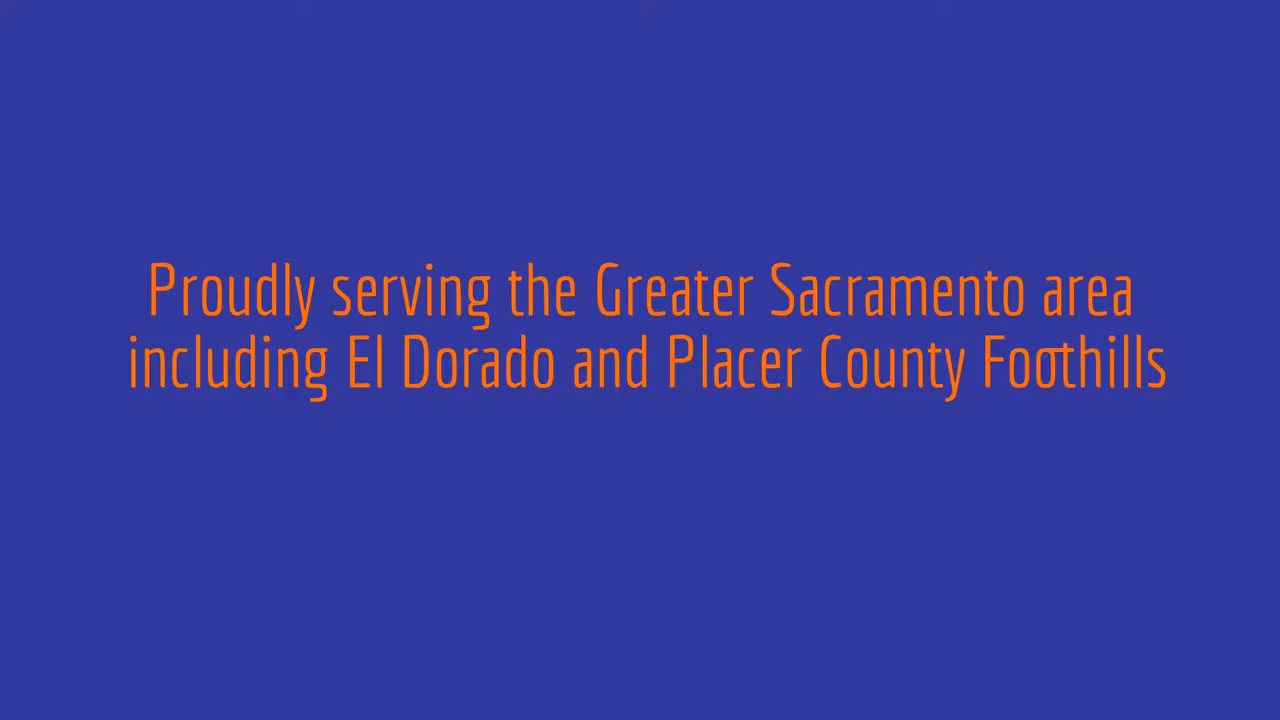 Proudly serving the Greater Sacramento area
including El Dorado and Placer County Foothills